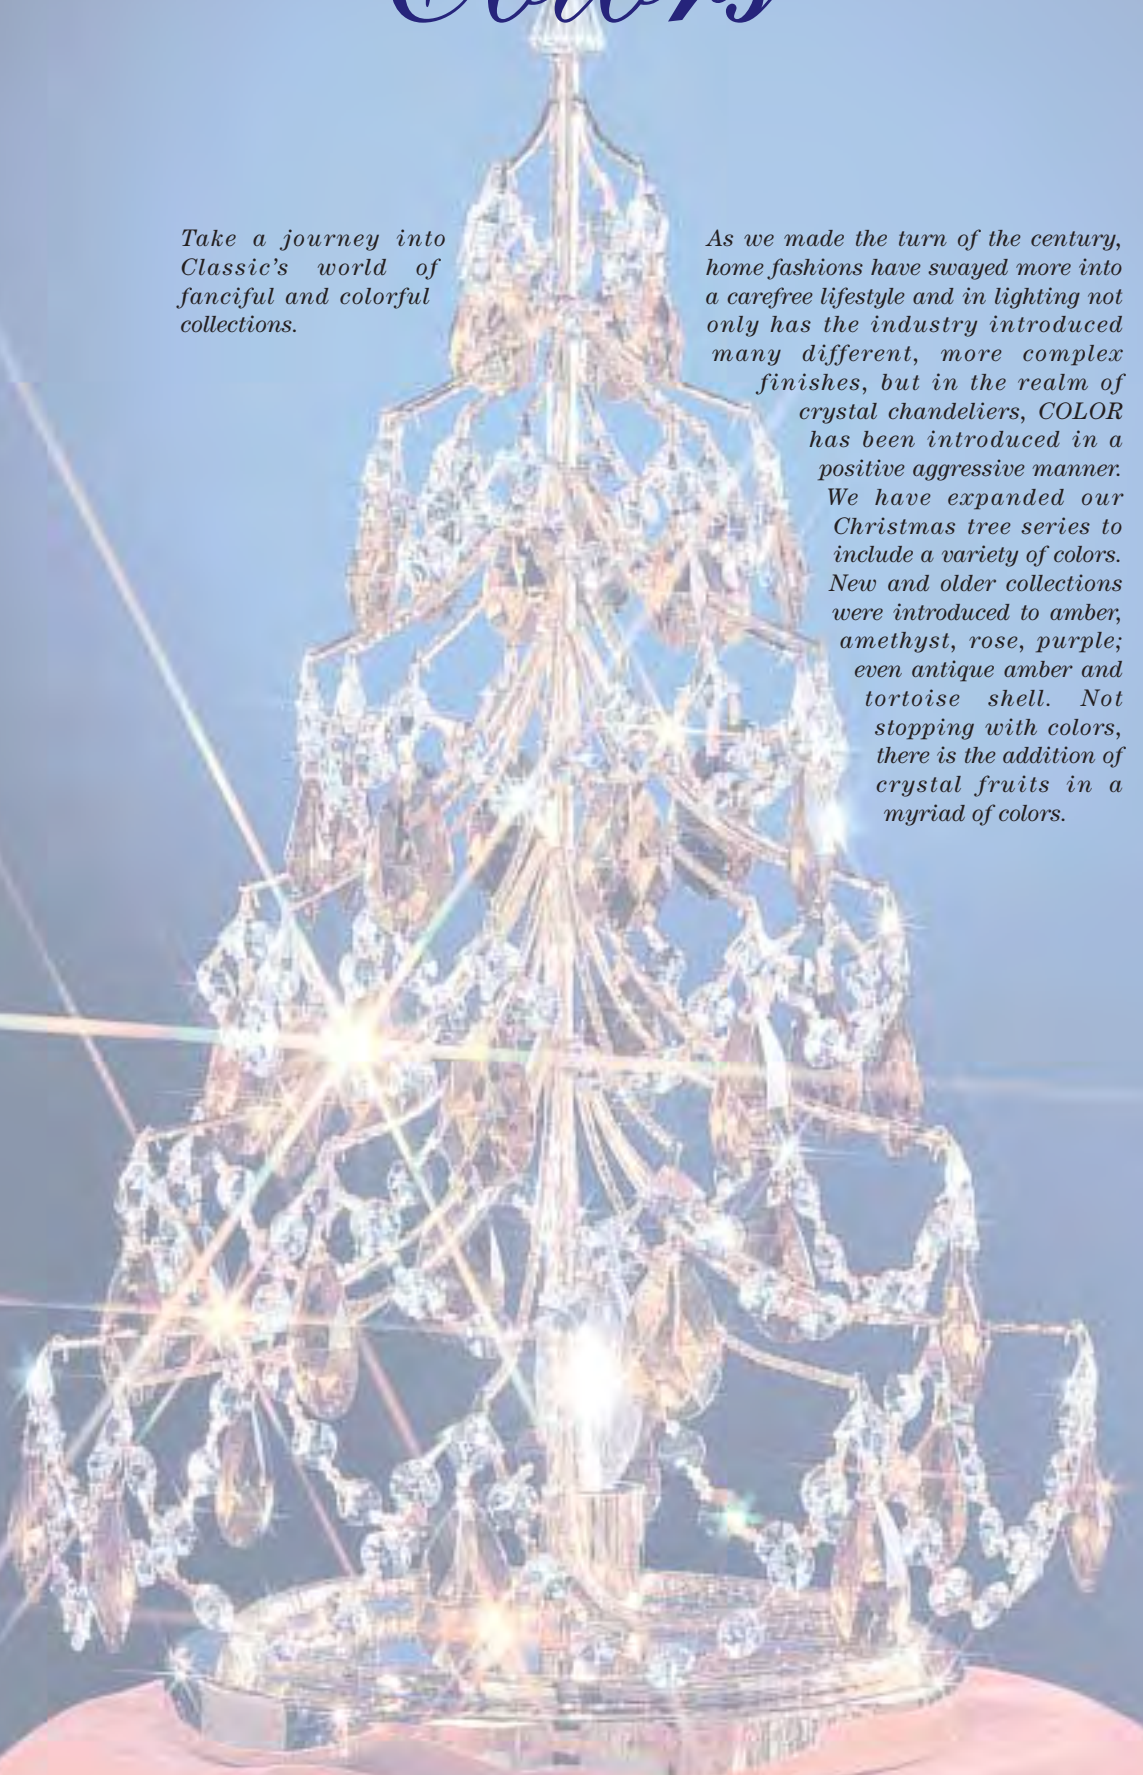 Colors
Take a journey into
Classic's world of
fanciful and colorful
collections.
As we made the turn of the century,
home fashions have swayed more into
a carefree lifestyle and in lighting not
only has the industry introduced
many different, more complex
finishes, but in the realm of
crystal chandeliers, COLOR
has been introduced in a
positive aggressive manner.
We have expanded our
Christmas tree series to
include a variety of colors.
New and older collections
were introduced to amber,
amethyst, rose, purple;
even antique amber and
tortoise shell. Not
stopping with colors,
there is the addition of
crystal fruits in a
myriad of colors.